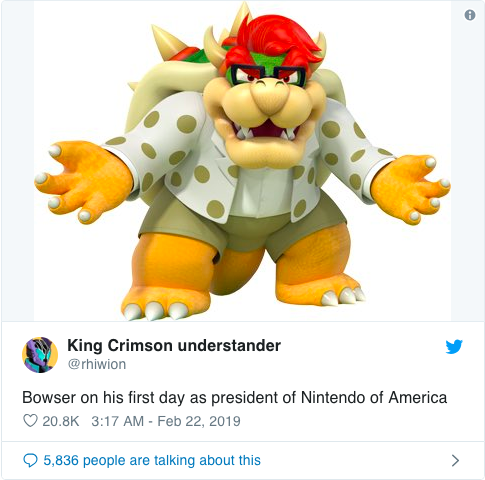 King Crimson understander
@rhiwion
Bowser on his first day as president of Nintendo of America
20.8K 3:17 AM - Feb 22, 2019
5,836 people are talking about this